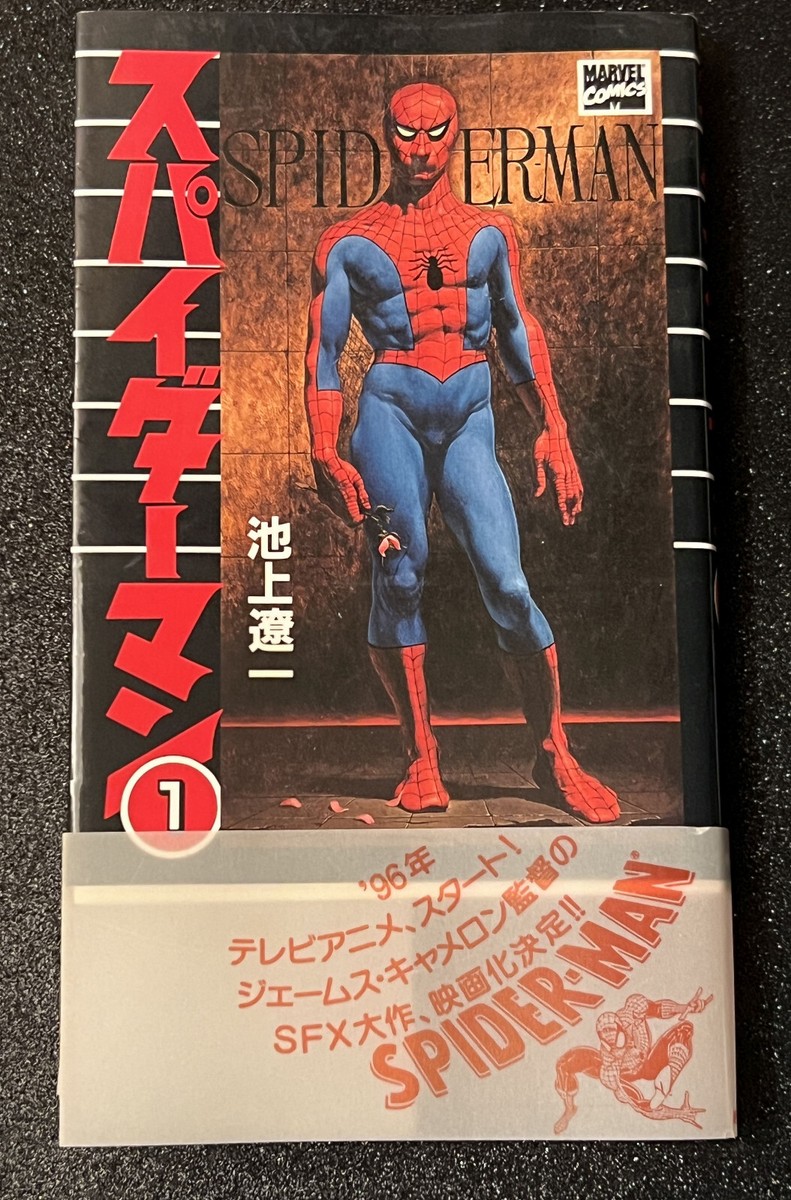 スパイダーマン
1
MARVEL
COMICS
SPIDER-MAN
池上遼一
'96年
テレビアニメ、スタート!
ジェームス・キャメロン監督の
SFX大作、映画化決定!!
SPIDER-MAN®